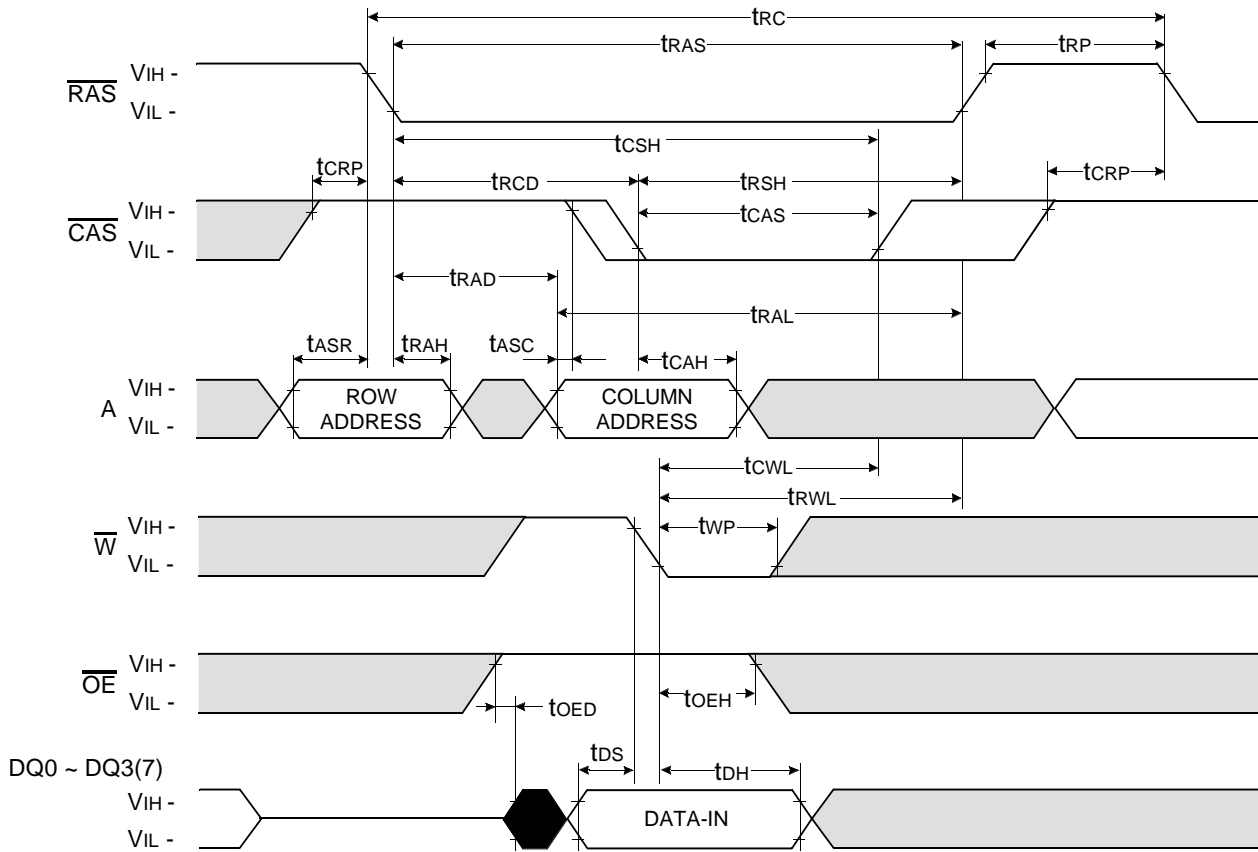 tRC
tRAS
tRP
RAS
VIH -
VIL -
tCSH
tCRP
tRCD
tRSH
tCRP
CAS
VIH -
VIL -
tCAS
tRAD
tRAL
tASR
tRAH
tASC
tCAH
A
VIH -
VIL -
ROW
ADDRESS
COLUMN
ADDRESS
tCWL
tRWL
W
VIH -
VIL -
tWP
OE
VIH -
VIL -
tOED
tOEH
DQ0 ~ DQ3(7)
tDS
tDH
VIH -
VIL -
DATA-IN